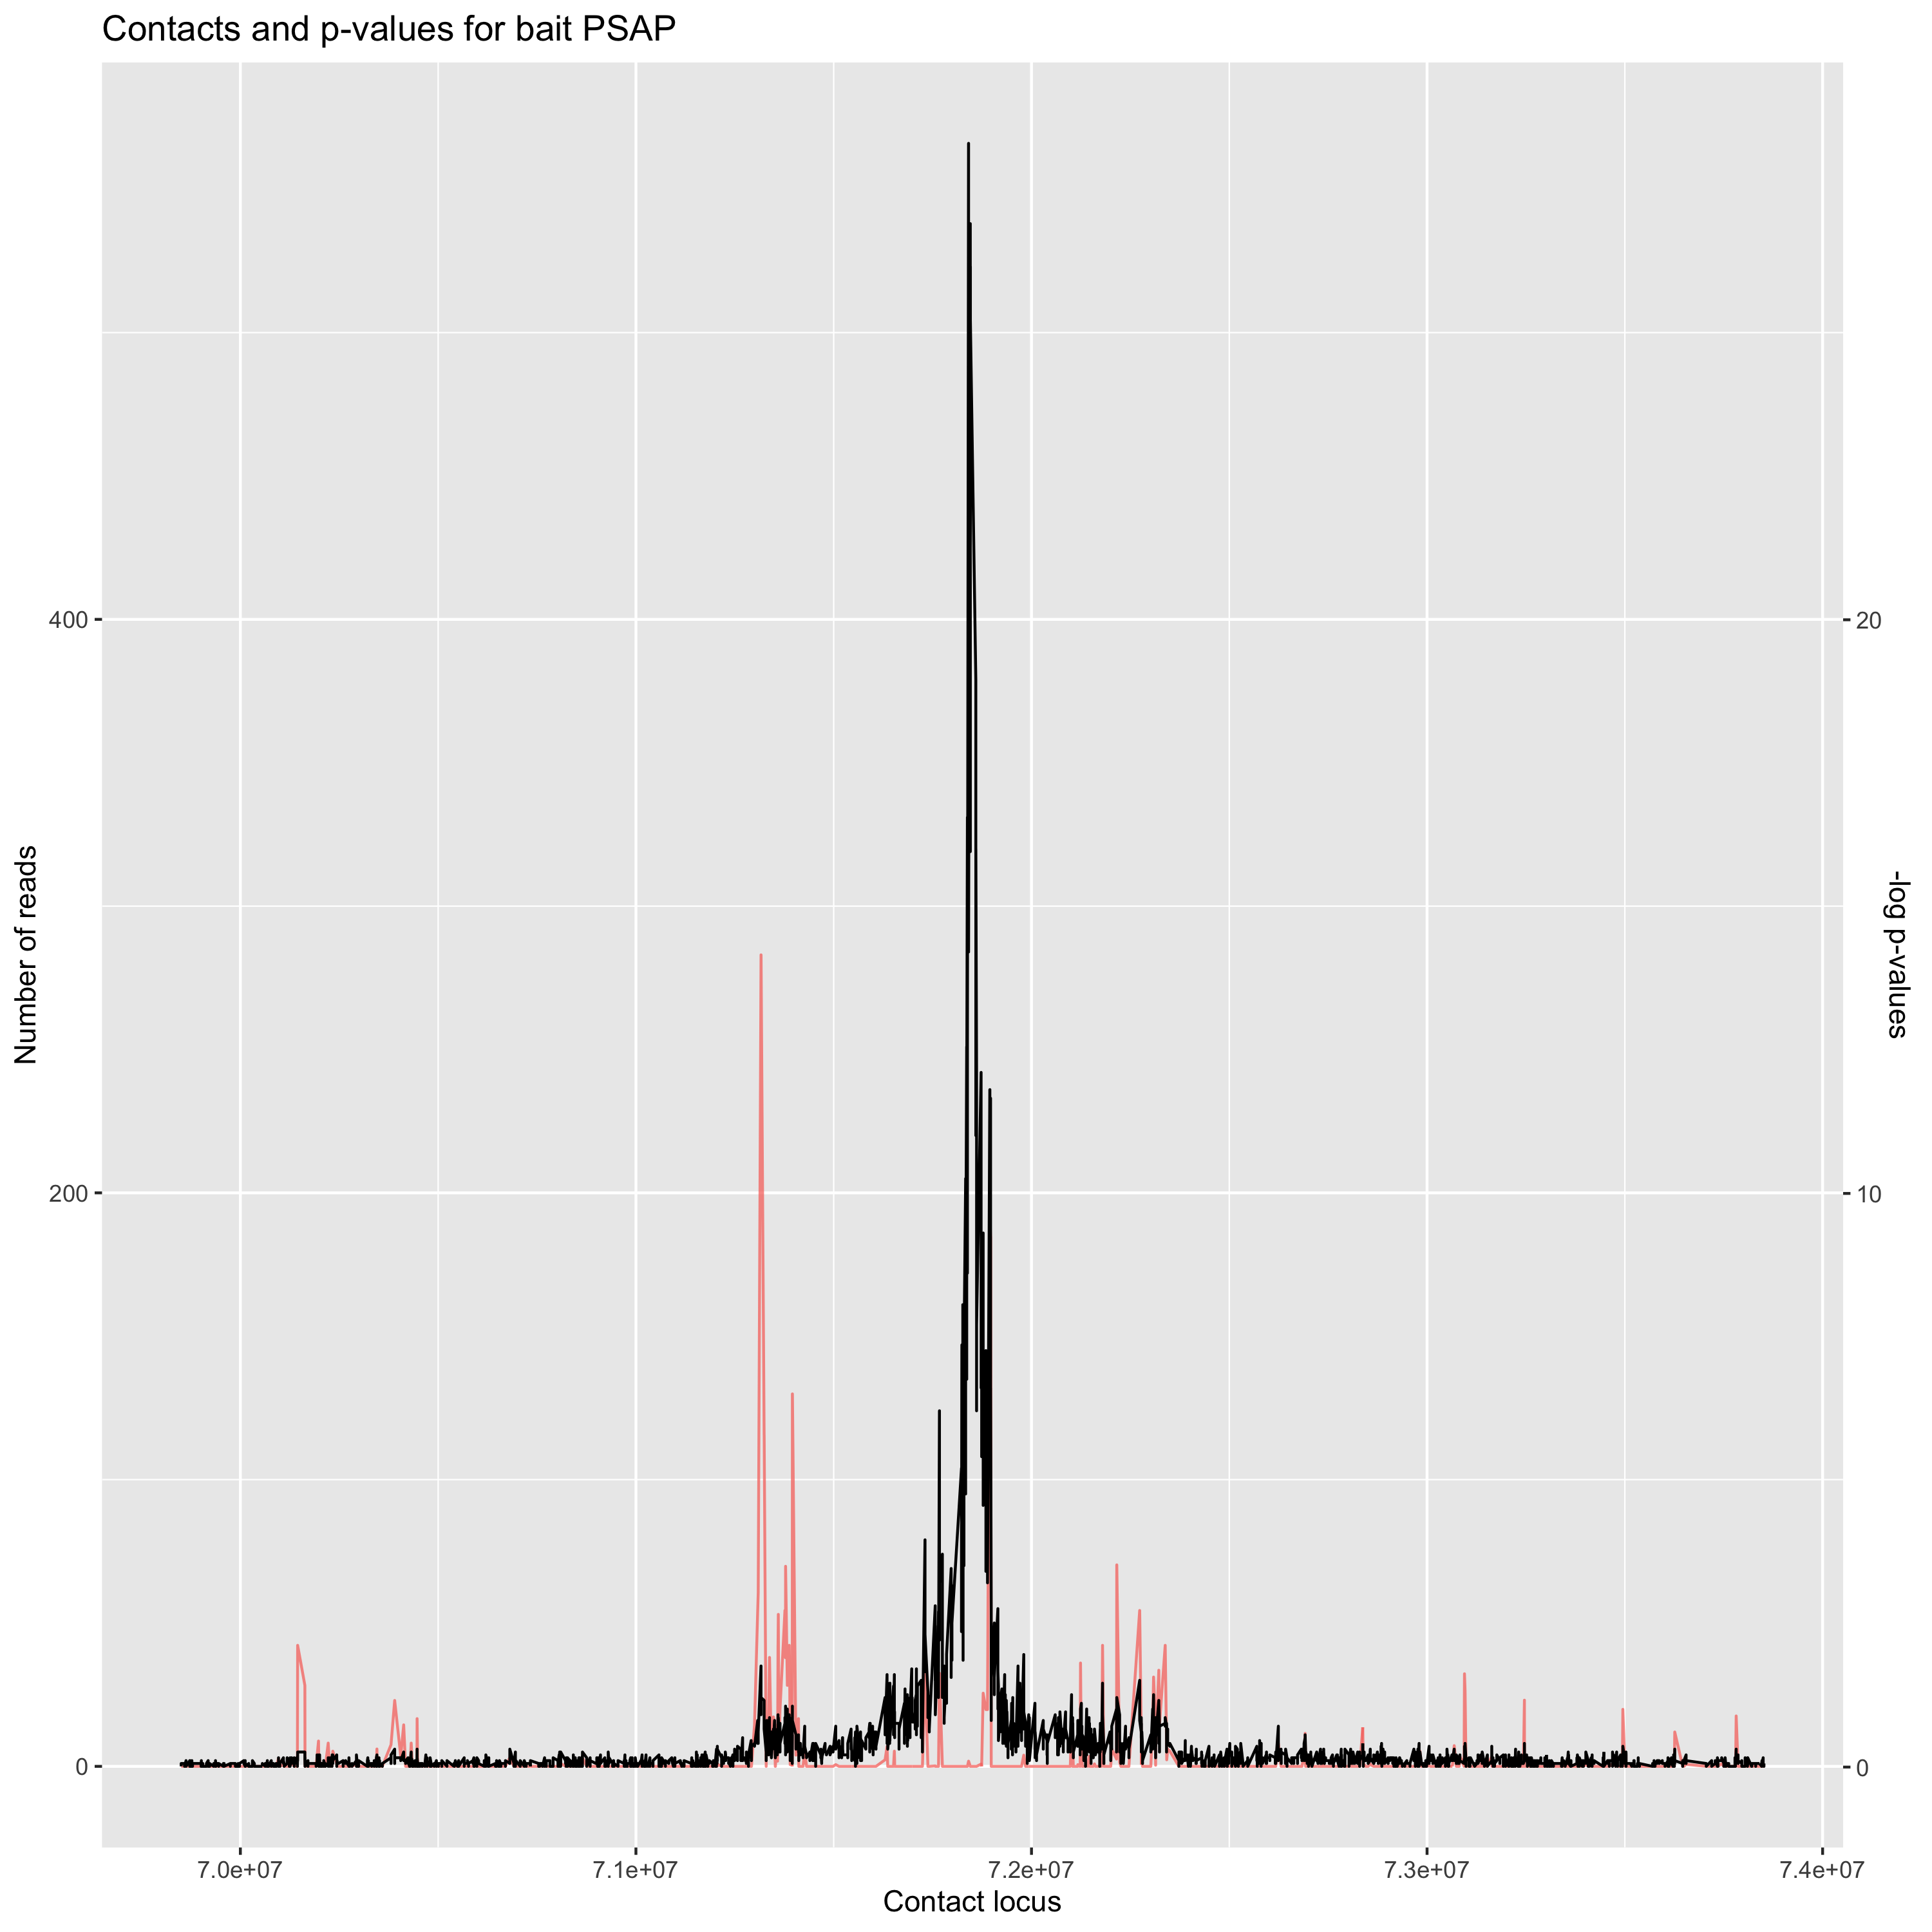 Contacts and p-values for bait PSAP
Number of reads
400
200
0
20
10
0
-log p-values
7.0e+07
7.1e+07
7.2e+07
7.3e+07
7.4e+07
Contact locus